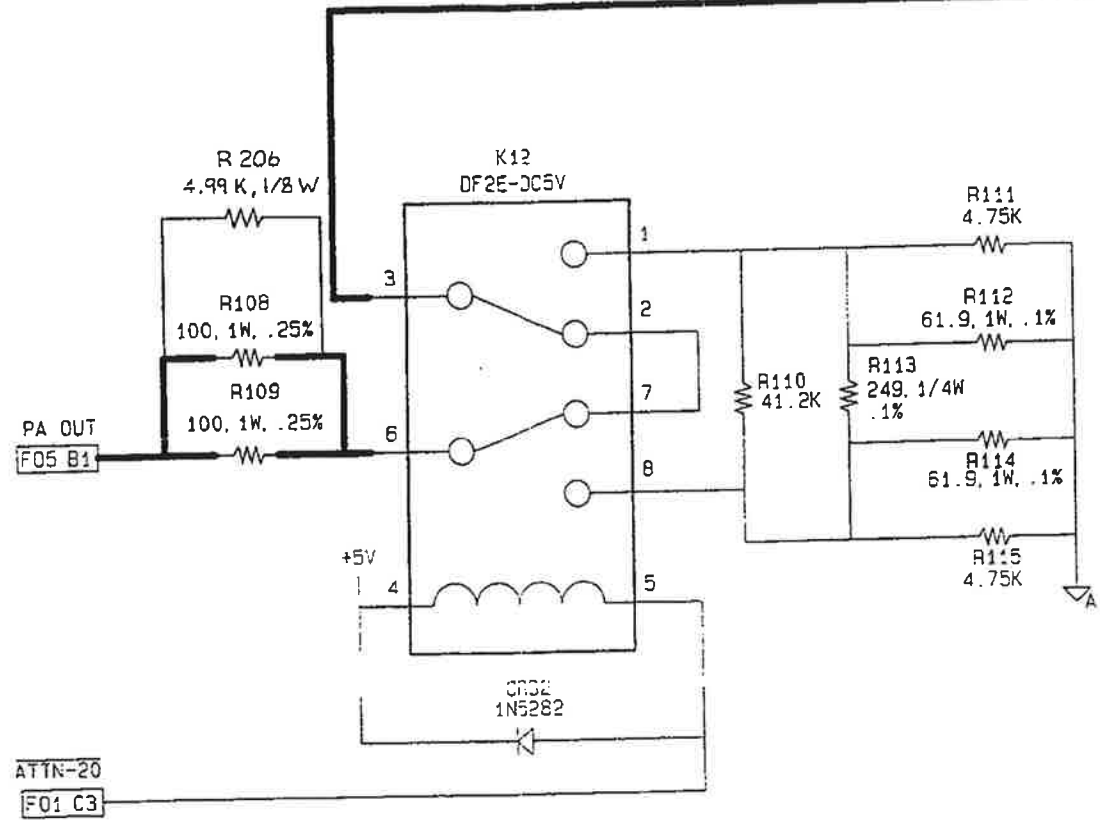 R 206
4.99 K, 1/8 W
R108
100, 1W, .25%
R109
100, 1W, .25%
PA OUT
F05 B1
K12
DF2E-DC5V
3
6
1
2
7
8
+5V
4
5
1N5282
ATTN-20
F01 C3
R110
41.2K
R111
4.75K
R112
61.9, 1W, .1%
R113
249, 1/4W
.1%
R114
61.9, 1W, .1%
R115
4.75K
A